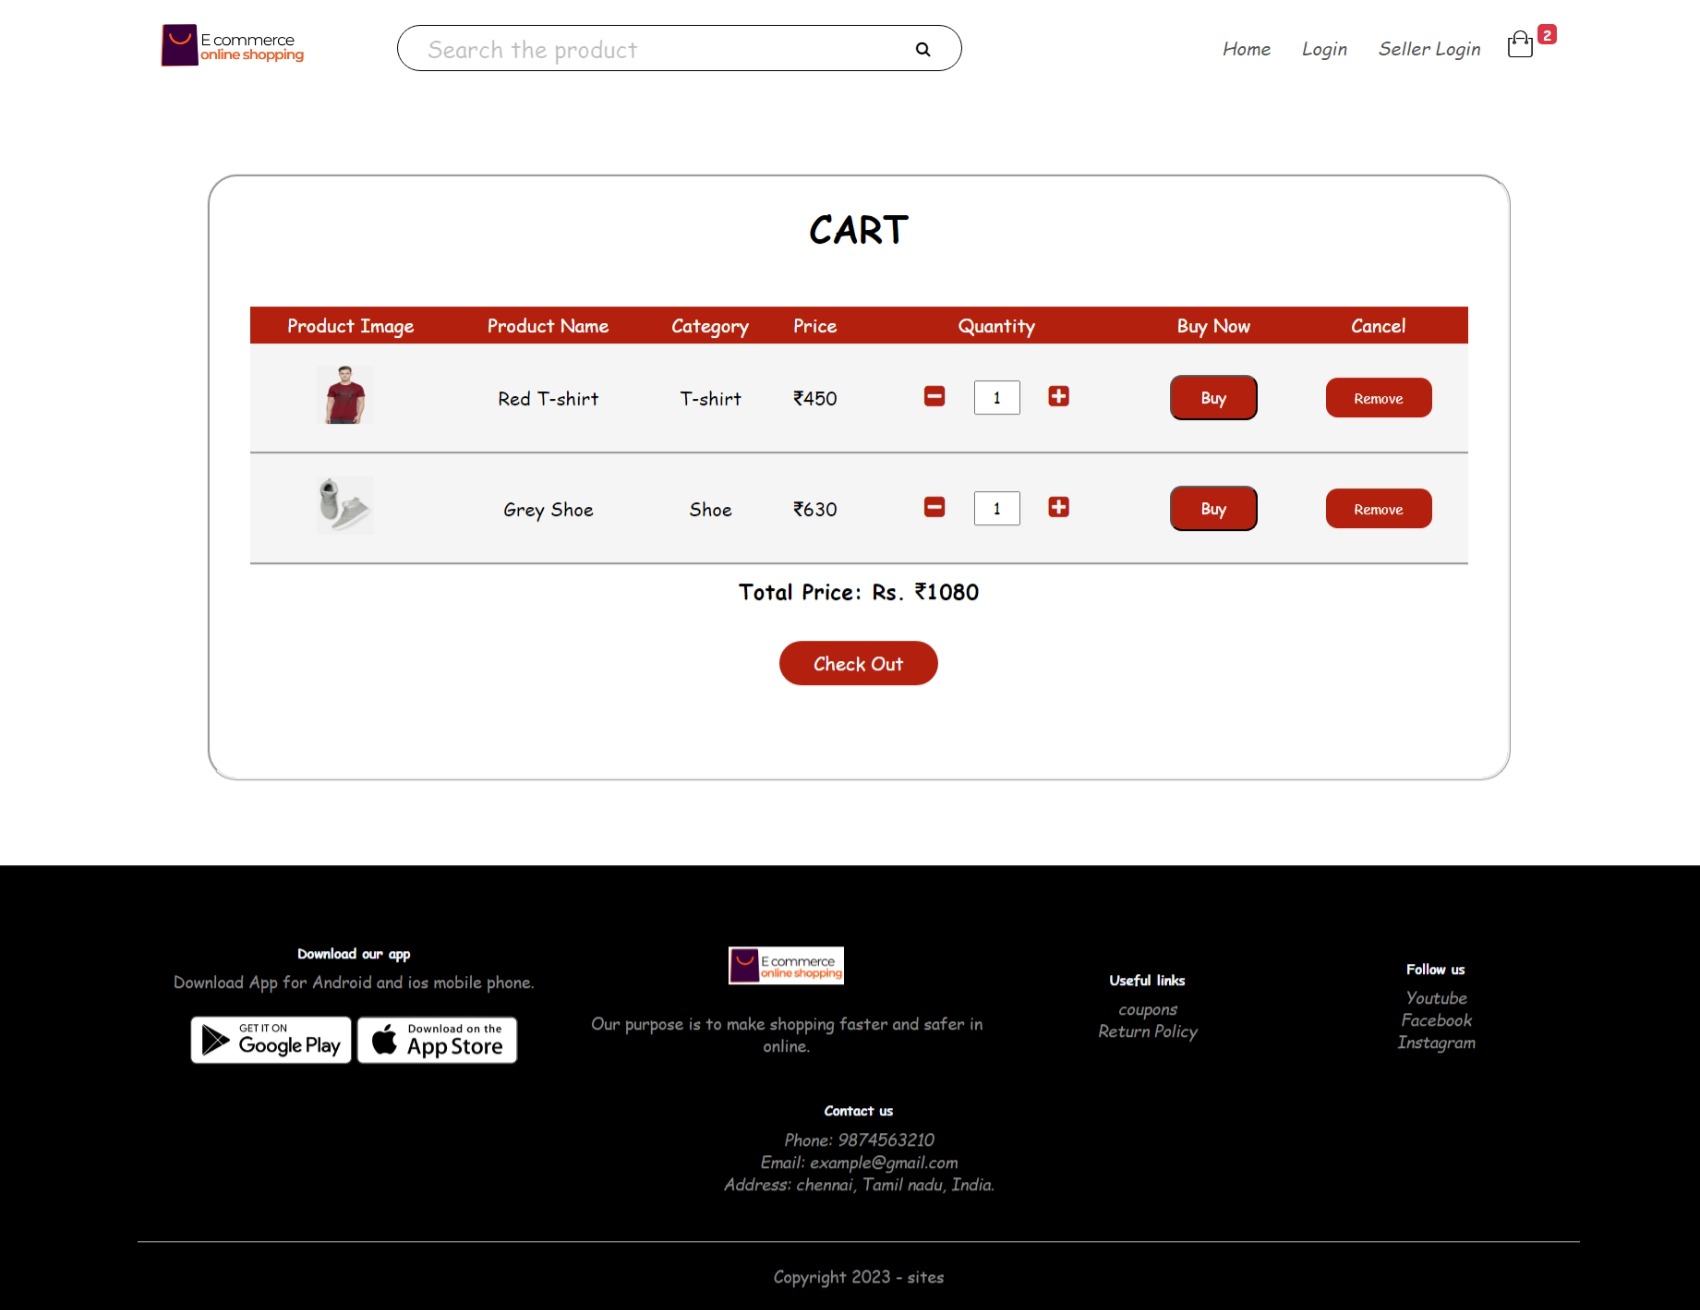 E commerce
online shopping
Search the product
Home Login Seller Login 2
CART
Product Image Product Name Category Price Quantity Buy Now Cancel
Red T-shirt T-shirt ₹450 1 Buy Remove
Grey Shoe Shoe ₹630 1 Buy Remove
Total Price: Rs. ₹1080
Check Out
Download our app
Download App for Android and ios mobile phone.
GET IT ON
Google Play
Download on the
App Store
E commerce
online shopping
Our purpose is to make shopping faster and safer in
online.
Useful links
coupons
Return Policy
Follow us
Youtube
Facebook
Instagram
Contact us
Phone: 9874563210
Email: example@gmail.com
Address: chennai, Tamil nadu, India.
Copyright 2023 - sites